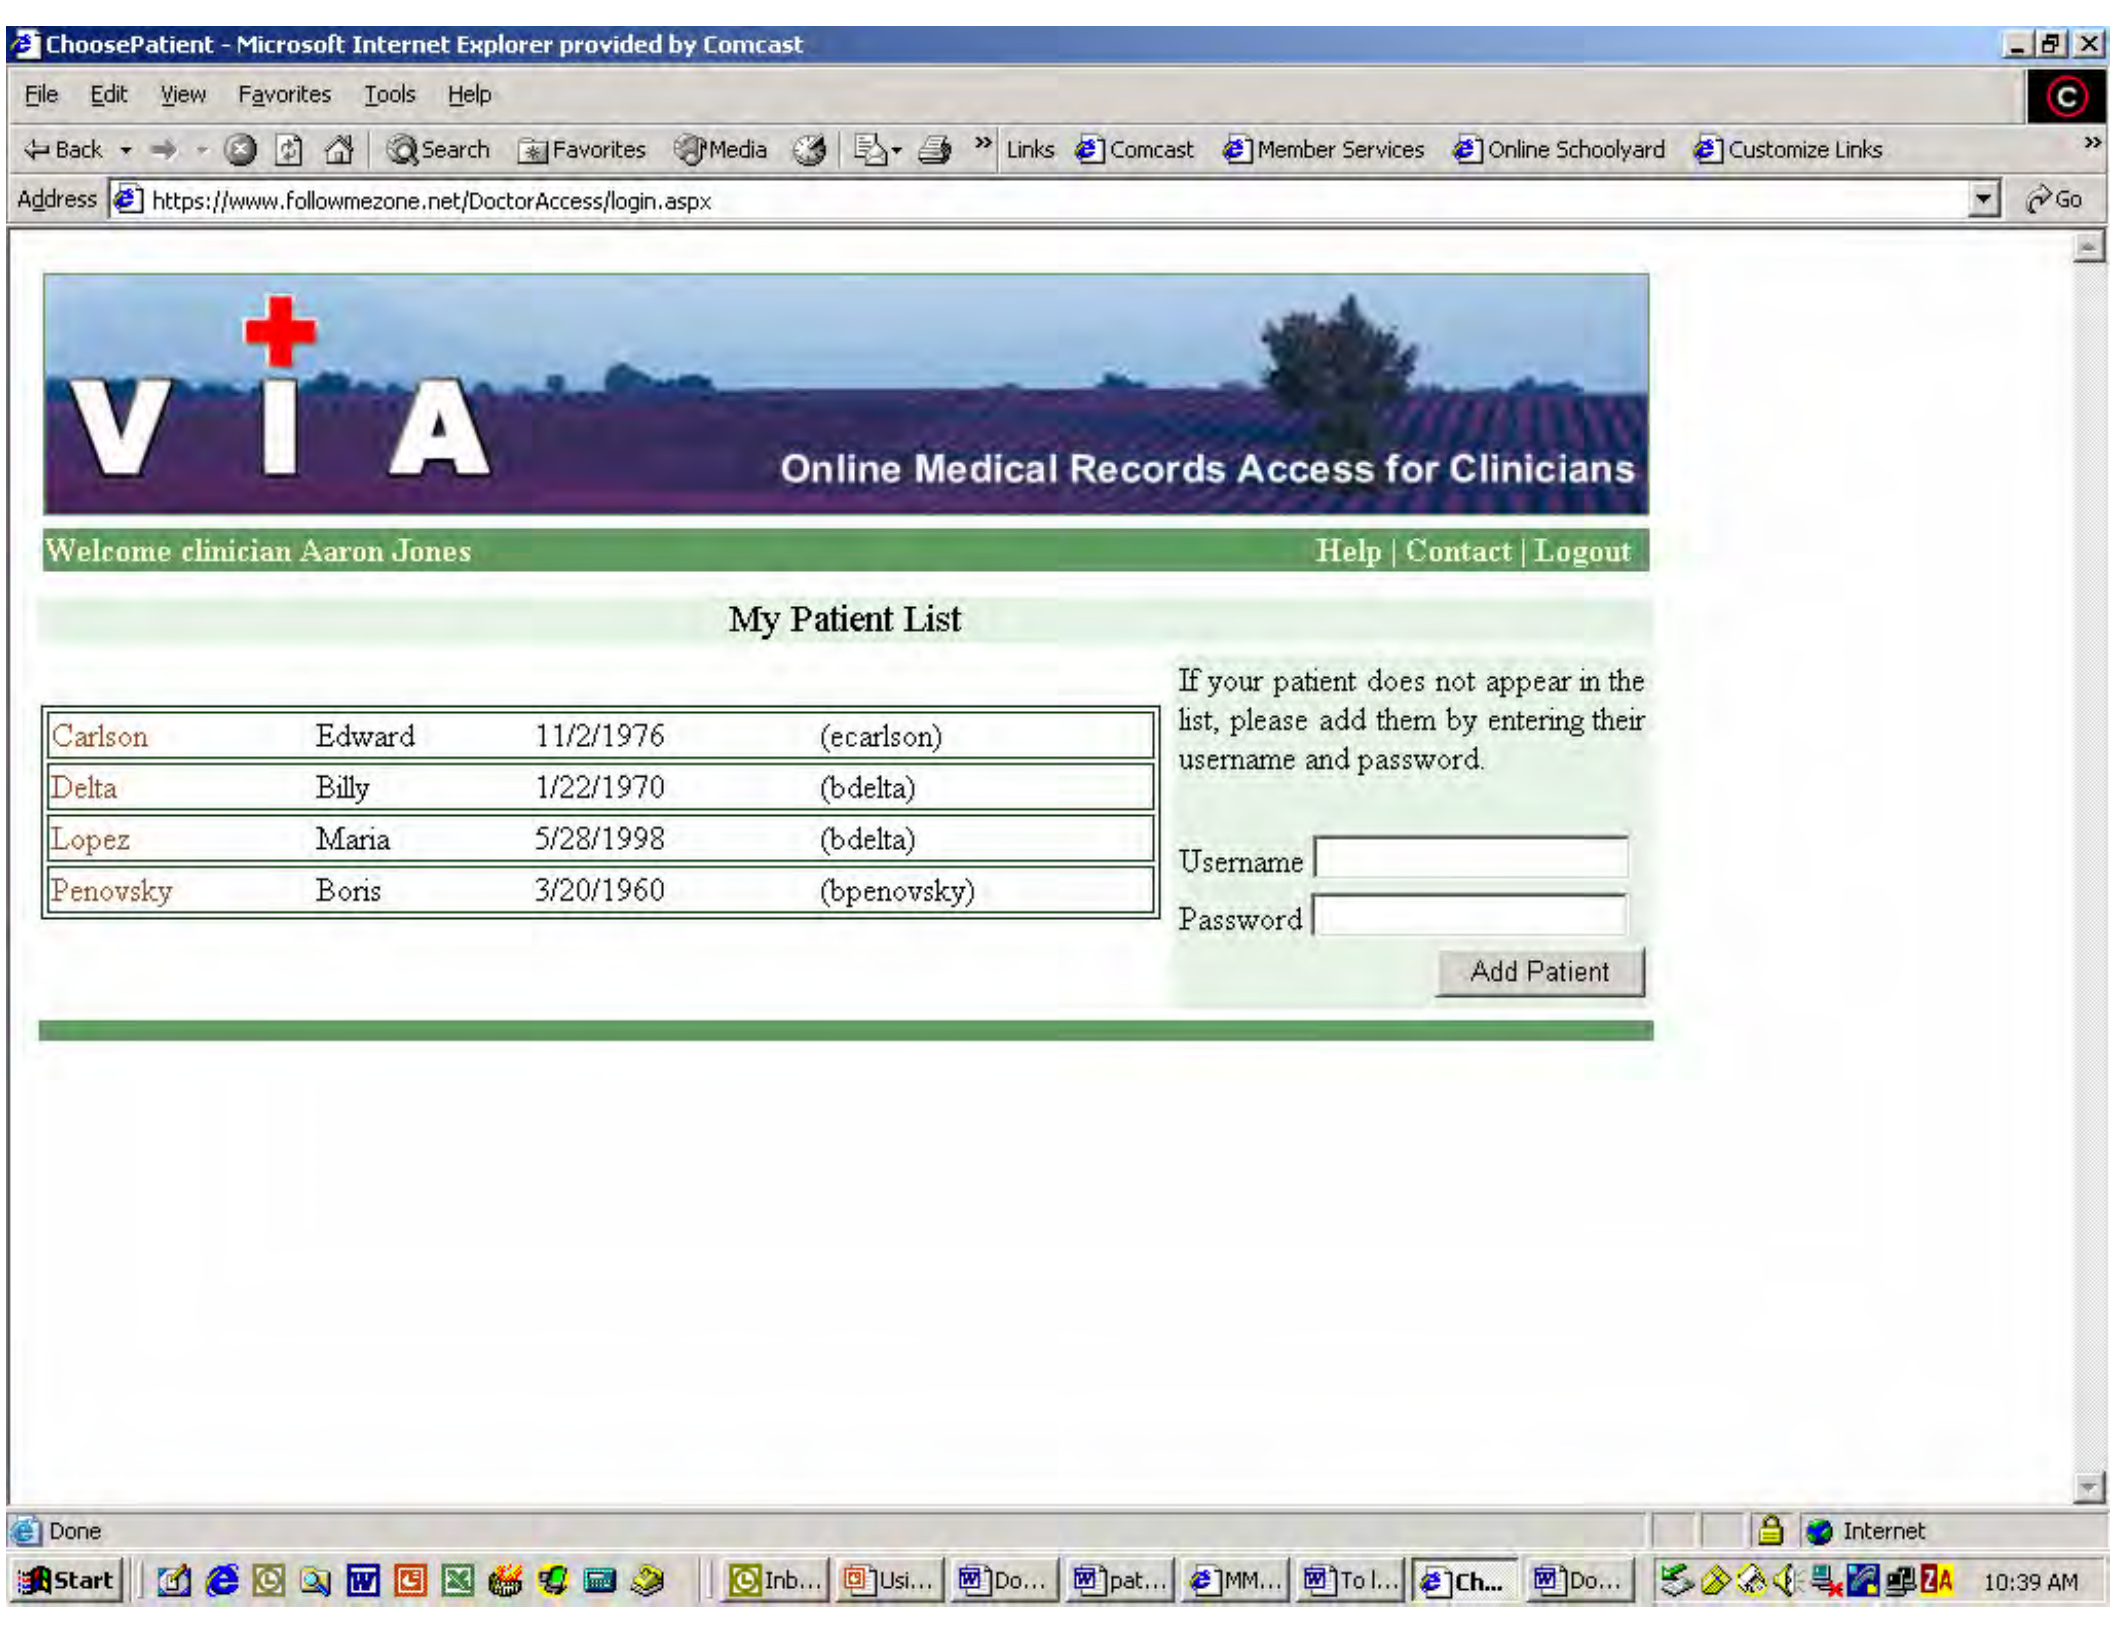 ChoosePatient - Microsoft Internet Explorer provided by Comcast
File Edit View Favorites Tools Help
Back Search Favorites Media » Links Comcast Member Services Online Schoolyard Customize Links »
Address https://www.followmezone.net/DoctorAccess/login.aspx Go
ViA
Online Medical Records Access for Clinicians
Welcome clinician Aaron Jones Help | Contact | Logout
My Patient List
Carlson Edward 11/2/1976 (ecarlson)
Delta Billy 1/22/1970 (bdelta)
Lopez Maria 5/28/1998 (bdelta)
Penovsky Boris 3/20/1960 (bpenovsky)
If your patient does not appear in the
list, please add them by entering their
username and password.
Username
Password
Add Patient
Done Internet
Start Inb... Usi... Do... pat... MM... To l... Ch... Do... ZA 10:39 AM